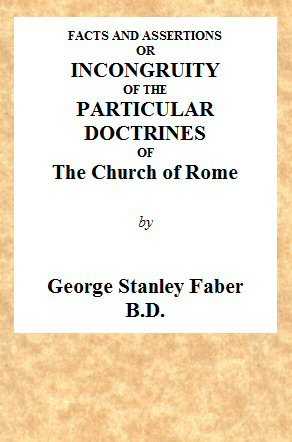 FACTS AND ASSERTIONS
OR
INCONGRUITY
OF THE
PARTICULAR
DOCTRINES
OF
The Church of Rome
by
George Stanley Faber
B.D.